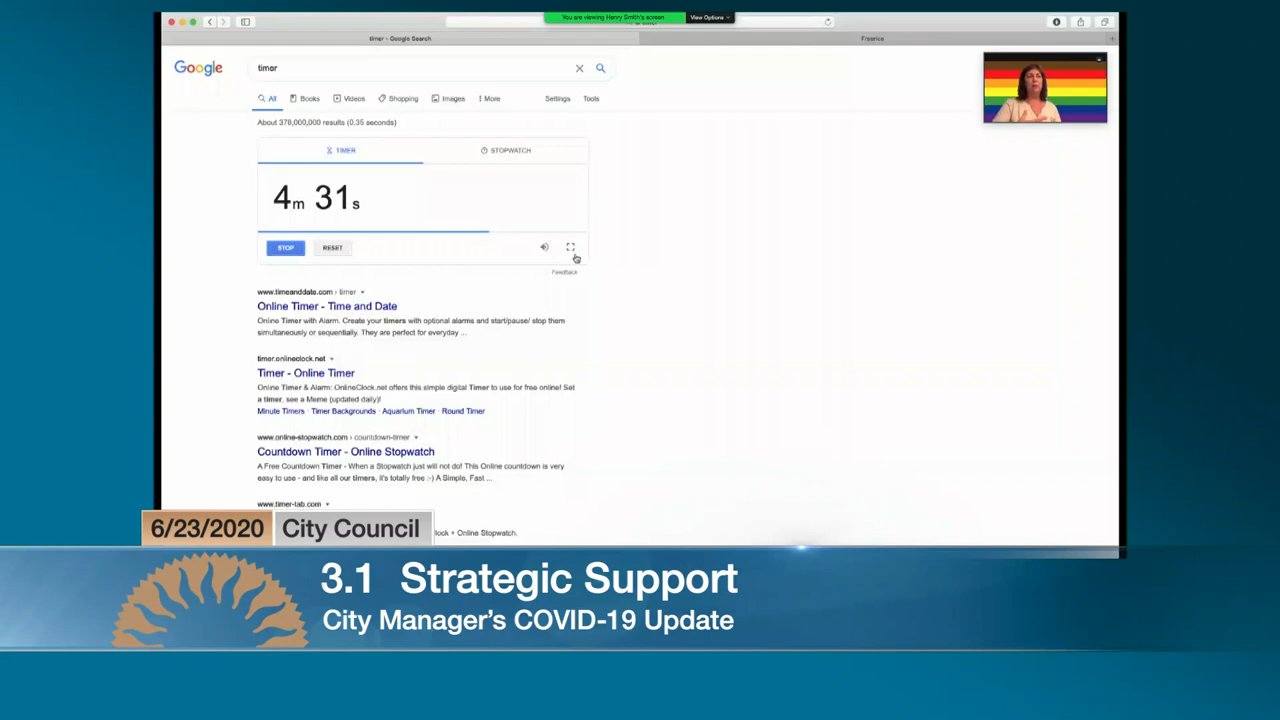 You are viewing Henry Smith's screen View Options
timer - Google Search Freerice
Google timer
All Books Videos Shopping Images More Settings Tools
About 378,000,000 results (0.35 seconds)
TIMER STOPWATCH
4m 31s
STOP RESET
Feedback
www.timeanddate.com › timer
Online Timer - Time and Date
Online Timer with Alarm. Create your timers with optional alarms and start/pause/ stop them
simultaneously or sequentially. They are perfect for everyday ...
timer.onlineclock.net
Timer - Online Timer
Online Timer & Alarm: OnlineClock.net offers this simple digital Timer to use for free online! Set
a timer, see a Meme (updated daily)!
Minute Timers · Timer Backgrounds · Aquarium Timer · Round Timer
www.online-stopwatch.com › countdown-timer
Countdown Timer - Online Stopwatch
A Free Countdown Timer - When a Stopwatch just will not do! This Online countdown is very
easy to use - and like all our timers, it's totally free :-) A Simple, Fast ...
www.timer-tab.com
lock + Online Stopwatch.
6/23/2020 City Council
3.1 Strategic Support
City Manager's COVID-19 Update